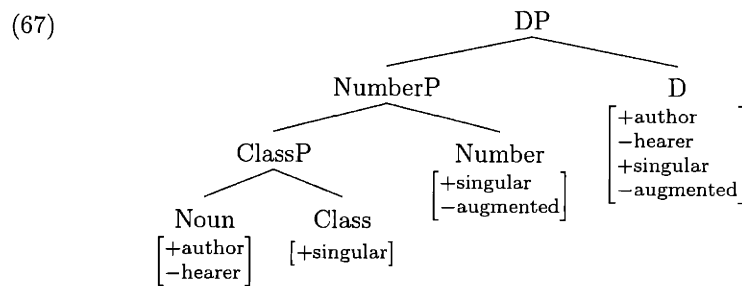 (67) DP
NumberP D
[+author
−hearer
+singular
−augmented]
ClassP Number
[+singular
−augmented]
Noun Class
[+author
−hearer] [+singular]